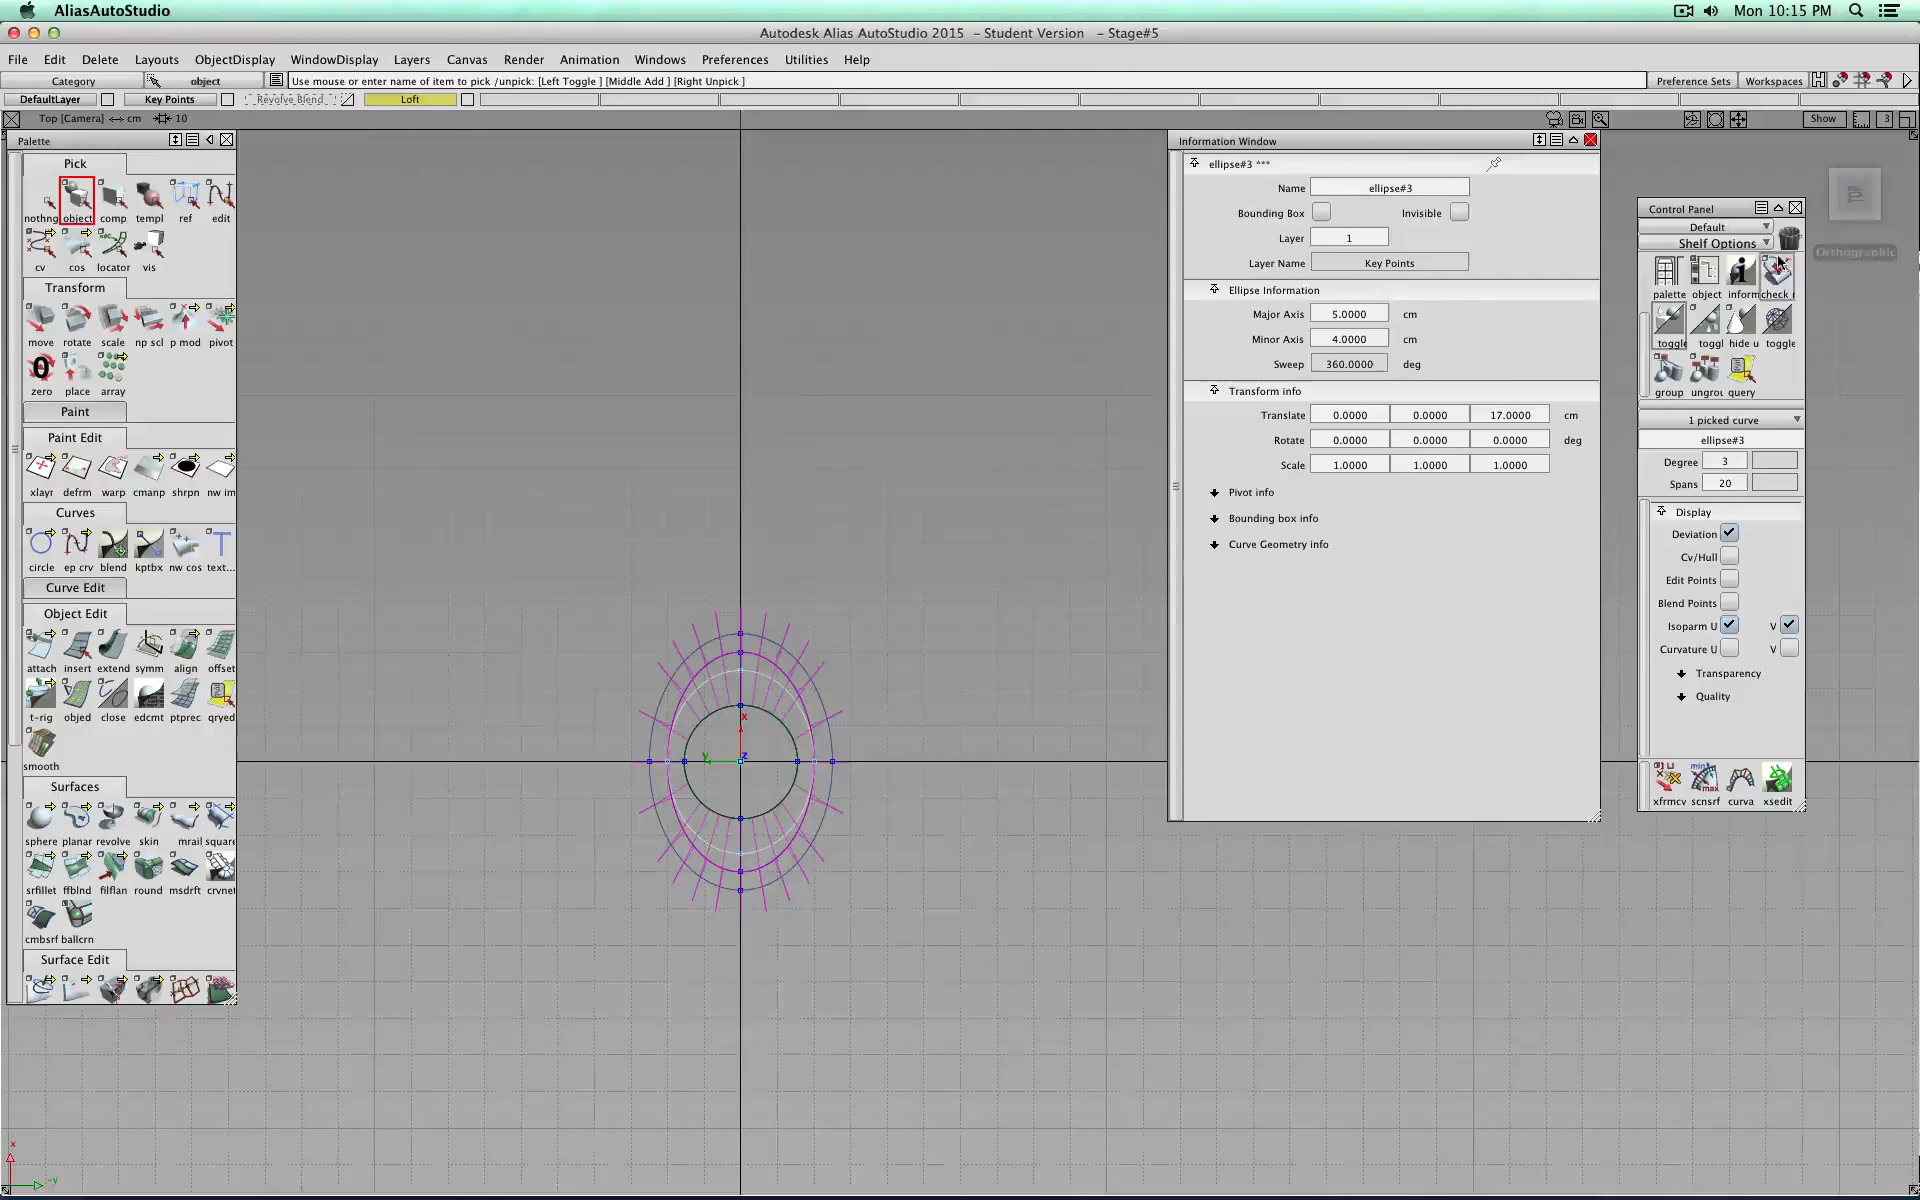 AliasAutoStudio
Mon 10:15 PM
Autodesk Alias AutoStudio 2015 - Student Version - Stage#5
File Edit Delete Layouts ObjectDisplay WindowDisplay Layers Canvas Render Animation Windows Preferences Utilities Help
Category object Use mouse or enter name of item to pick /unpick: [Left Toggle ] [Middle Add ] [Right Unpick ] Preference Sets Workspaces
DefaultLayer Key Points Revolve Blend Loft
Top [Camera] cm 10 Show 3
Palette
Pick
nothng object comp templ ref edit
cv cos locator vis
Transform
move rotate scale np scl p mod pivot
zero place array
Paint
Paint Edit
xlayr defrm warp cmanp shrpn nw im
Curves
circle ep crv blend kptbx nw cos text...
Curve Edit
Object Edit
attach insert extend symm align offset
t-rig objed close edcmt ptprec qryed
smooth
Surfaces
sphere planar revolve skin mrail square
srfillet ffblnd filflan round msdrft crvnet
cmbsrf ballcrn
Surface Edit
x
y z
Information Window
ellipse#3 ***
Name ellipse#3
Bounding Box Invisible
Layer 1
Layer Name Key Points
Ellipse Information
Major Axis 5.0000 cm
Minor Axis 4.0000 cm
Sweep 360.0000 deg
Transform info
Translate 0.0000 0.0000 17.0000 cm
Rotate 0.0000 0.0000 0.0000 deg
Scale 1.0000 1.0000 1.0000
Pivot info
Bounding box info
Curve Geometry info
TOP
Orthographic
Control Panel
Default
Shelf Options
palette object inform check
toggle toggl hide u toggle
group ungrou query
1 picked curve
ellipse#3
Degree 3
Spans 20
Display
Deviation
Cv/Hull
Edit Points
Blend Points
Isoparm U V
Curvature U V
Transparency
Quality
xfrmcv scnsrf curva xsedit
x
-y